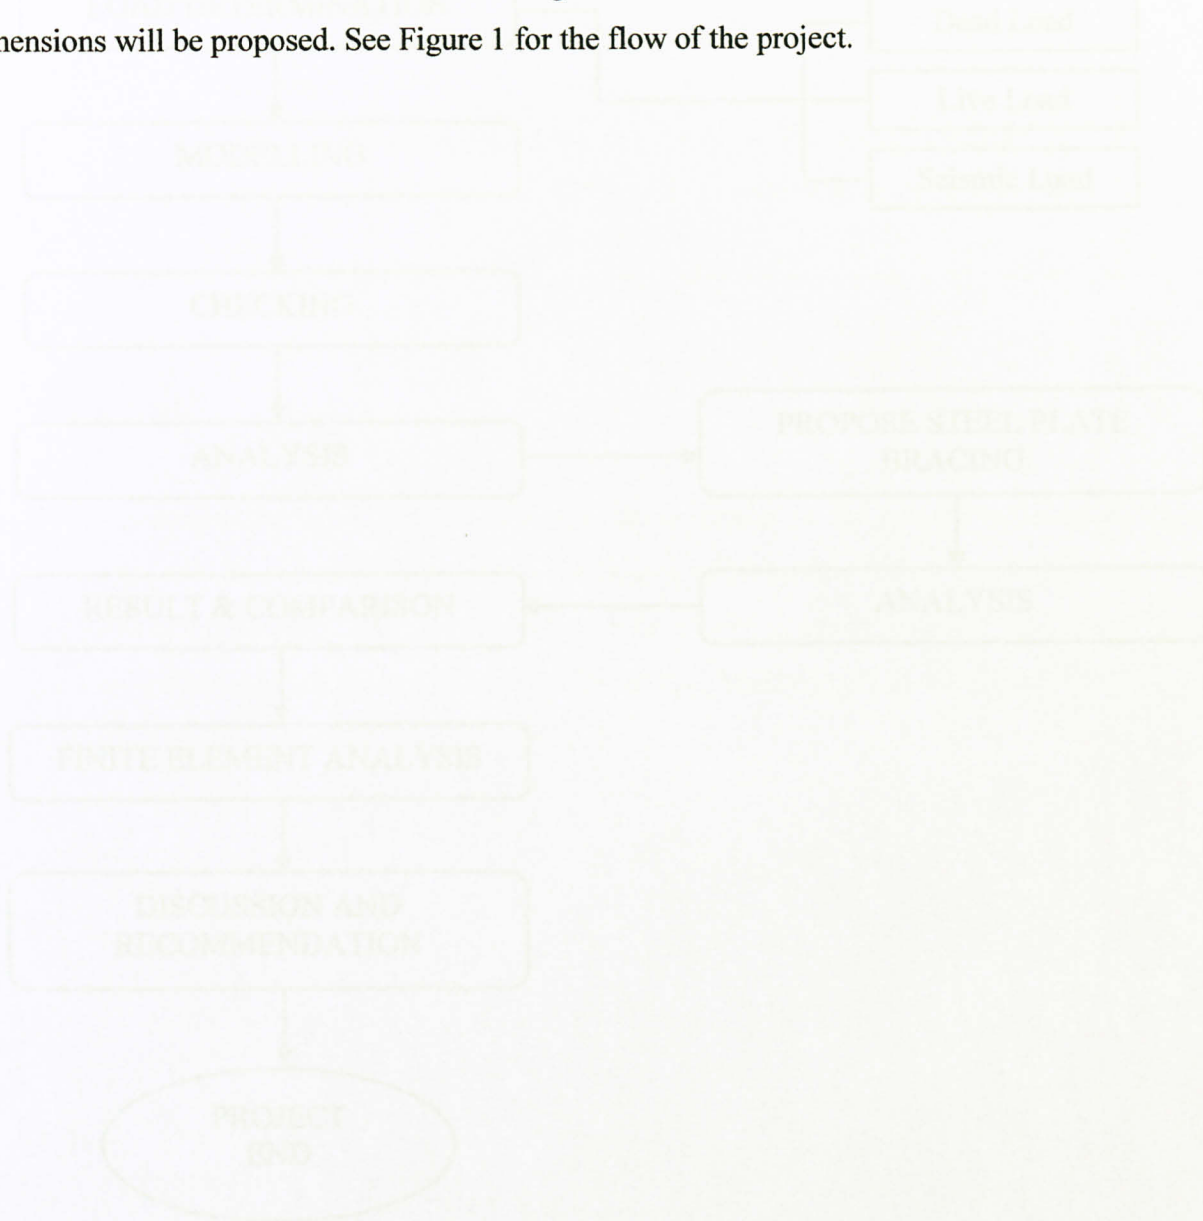 mensions will be proposed. See Figure 1 for the flow of the project.
Dead Load
Live Load
MODELLING
Seismic Load
CHECKING
PROPOSE STEEL PLATE
BRACING
ANALYSIS
RESULT & COMPARISON
ANALYSIS
FINITE ELEMENT ANALYSIS
DISCUSSION AND
RECOMMENDATION
PROJECT
END